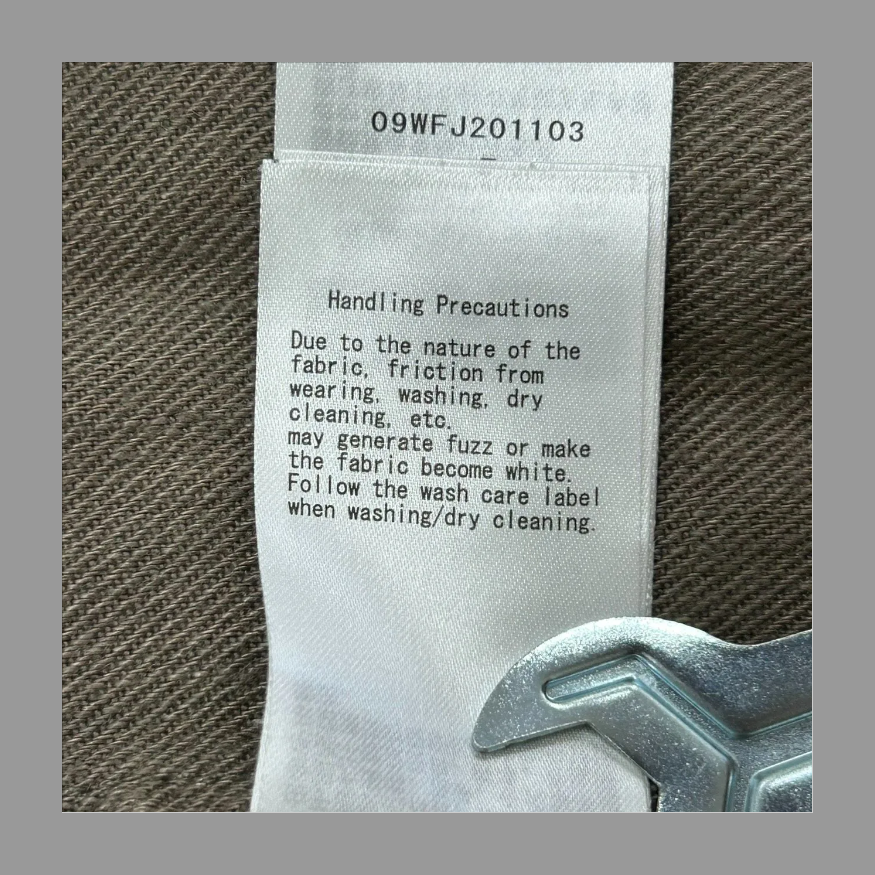 09WFJ201103
Handling Precautions
Due to the nature of the
fabric, friction from
wearing, washing, dry
cleaning, etc.
may generate fuzz or make
the fabric become white.
Follow the wash care label
when washing/dry cleaning.